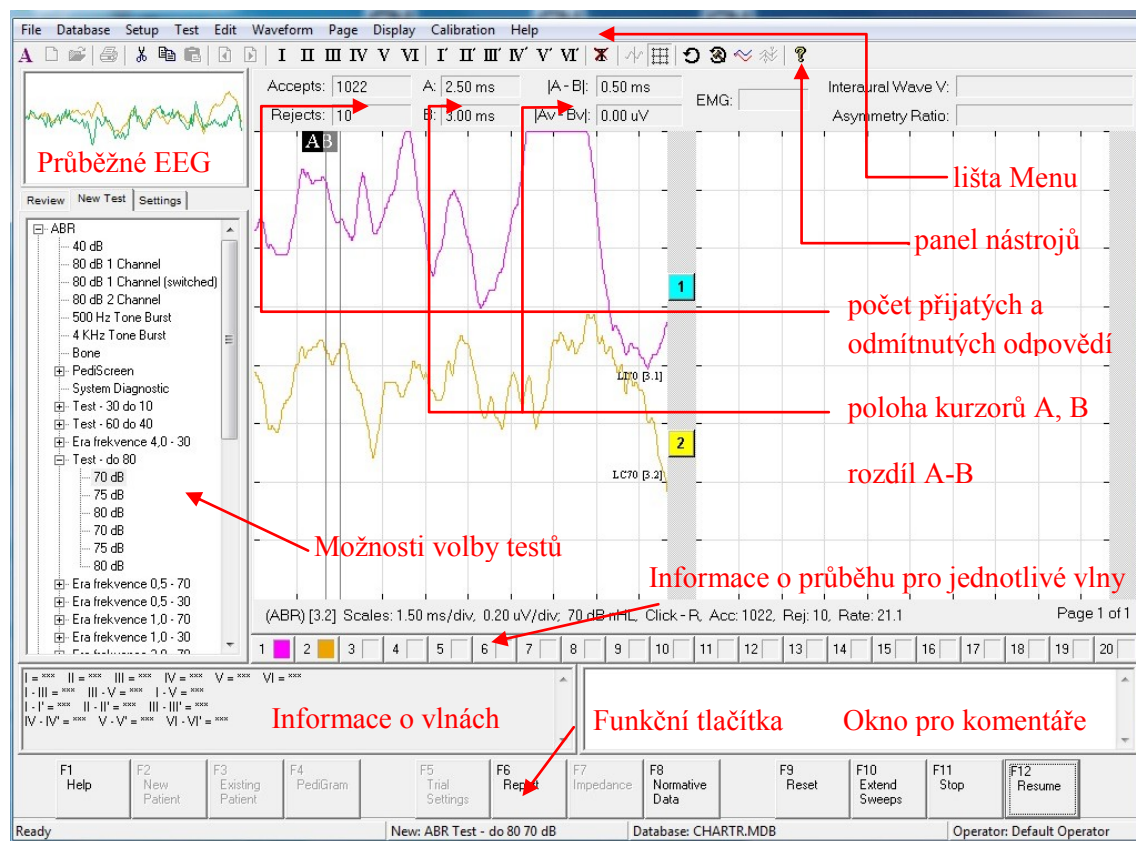 File Database Setup Test Edit Waveform Page Display Calibration Help
A I II III IV V VI I' II' III' IV' V' VI' ?
Accepts: 1022 A: 2.50 ms |A - B|: 0.50 ms EMG: Interaural Wave V:
Rejects: 10 B: 3.00 ms |Av - Bv|: 0.00 uV Asymmetry Ratio:
A B
Průběžné EEG
lišta Menu
panel nástrojů
počet přijatých a
odmítnutých odpovědí
poloha kurzorů A, B
rozdíl A-B
Review New Test Settings
ABR
40 dB
80 dB 1 Channel
80 dB 1 Channel (switched)
80 dB 2 Channel
500 Hz Tone Burst
4 KHz Tone Burst
Bone
PediScreen
System Diagnostic
Test - 30 do 10
Test - 60 do 40
Era frekvence 4,0 - 30
Test - do 80
70 dB
75 dB
80 dB
70 dB
75 dB
80 dB
Era frekvence 0,5 - 70
Era frekvence 0,5 - 30
Era frekvence 1,0 - 70
Era frekvence 1,0 - 30
1
LI70 [3.1]
2
LC70 [3.2]
Možnosti volby testů
Informace o průběhu pro jednotlivé vlny
(ABR) [3.2] Scales: 1.50 ms/div, 0.20 uV/div; 70 dB nHL, Click - R, Acc: 1022, Rej: 10, Rate: 21.1 Page 1 of 1
1 2 3 4 5 6 7 8 9 10 11 12 13 14 15 16 17 18 19 20
I = *** II = *** III = *** IV = *** V = *** VI = ***
I - III = *** III - V = *** I - V = ***
I - I' = *** II - II' = *** III - III' = ***
IV - IV' = *** V - V' = *** VI - VI' = ***
Informace o vlnách
Funkční tlačítka
Okno pro komentáře
F1 Help
F2 New Patient
F3 Existing Patient
F4 PediGram
F5 Trial Settings
F6
F7 Impedance
F8 Normative Data
F9 Reset
F10 Extend Sweeps
F11 Stop
F12 Resume
Ready New: ABR Test - do 80 70 dB Database: CHARTR.MDB Operator: Default Operator